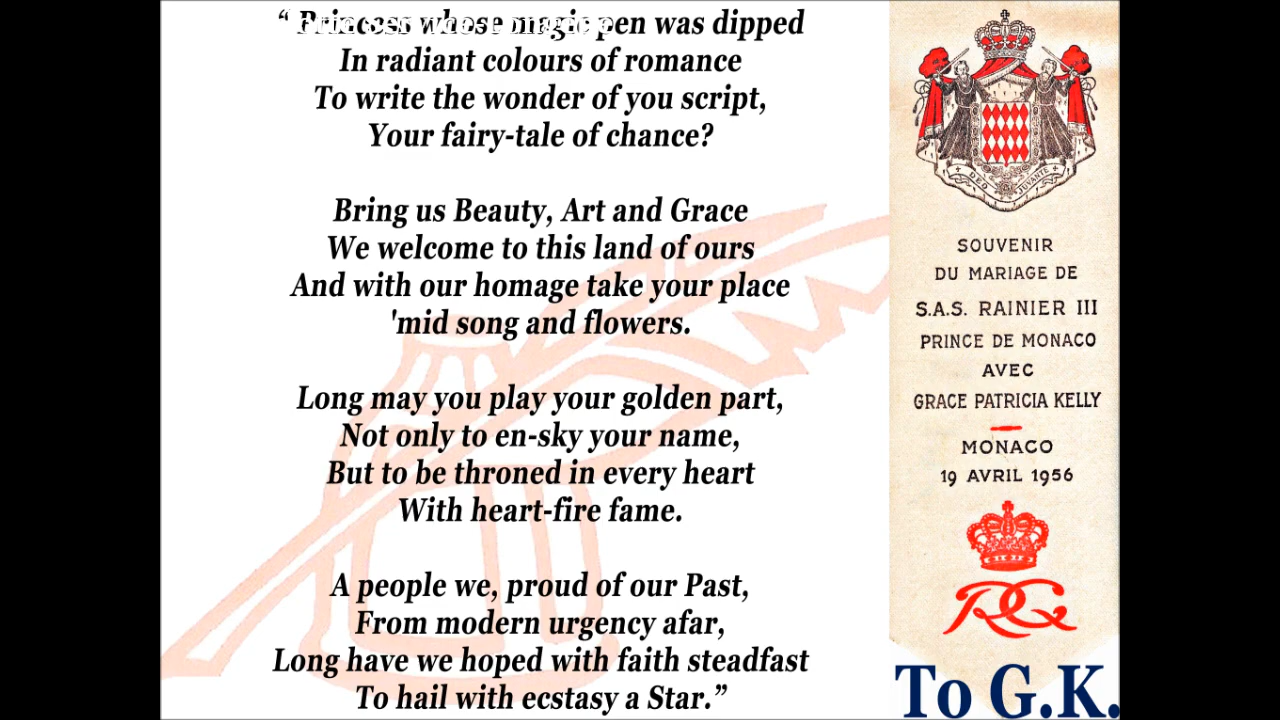 “ Princess whose magic pen was dipped
In radiant colours of romance
To write the wonder of you script,
Your fairy-tale of chance?
Bring us Beauty, Art and Grace
We welcome to this land of ours
And with our homage take your place
'mid song and flowers.
Long may you play your golden part,
Not only to en-sky your name,
But to be throned in every heart
With heart-fire fame.
A people we, proud of our Past,
From modern urgency afar,
Long have we hoped with faith steadfast
To hail with ecstasy a Star.”
DEO JUVANTE
SOUVENIR
DU MARIAGE DE
S.A.S. RAINIER III
PRINCE DE MONACO
AVEC
GRACE PATRICIA KELLY
MONACO
19 AVRIL 1956
RG
To G.K.